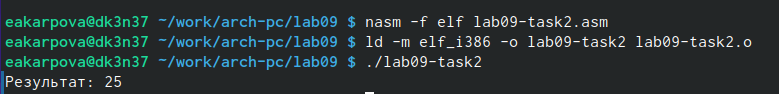 eakarpova@dk3n37 ~/work/arch-pc/lab09 $ nasm -f elf lab09-task2.asm
eakarpova@dk3n37 ~/work/arch-pc/lab09 $ ld -m elf_i386 -o lab09-task2 lab09-task2.o
eakarpova@dk3n37 ~/work/arch-pc/lab09 $ ./lab09-task2
Результат: 25